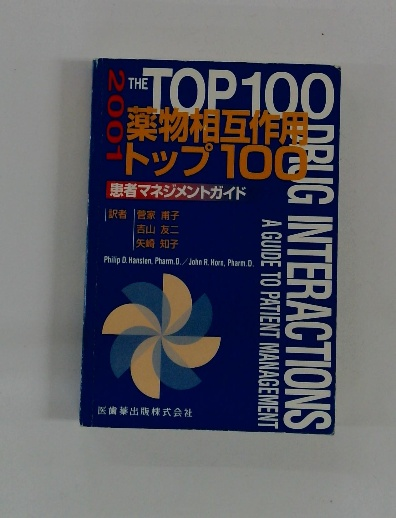 2001
THE TOP 100
DRUG INTERACTIONS
A GUIDE TO PATIENT MANAGEMENT
薬物相互作用
トップ100
患者マネジメントガイド
訳者
菅家 甫子
吉山 友二
矢崎 知子
Philip D. Hansten, Pharm.D./John R. Horn, Pharm.D.
医歯薬出版株式会社